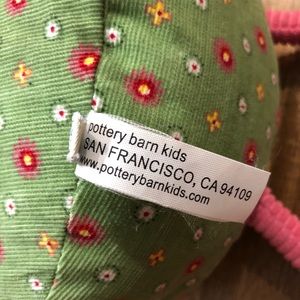 pottery barn kids
SAN FRANCISCO, CA 94109
www.potterybarnkids.com